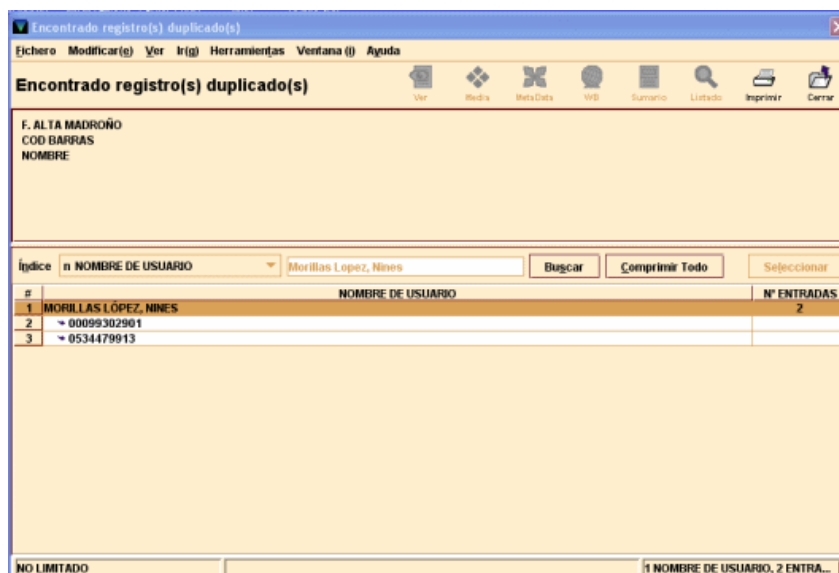 Encontrado registro(s) duplicado(s)
Fichero Modificar(e) Ver Ir(g) Herramientas Ventana (i) Ayuda
Encontrado registro(s) duplicado(s)
Ver Media MetaData WB Sumario Listado Imprimir Cerrar
F. ALTA MADROÑO
COD BARRAS
NOMBRE
Índice n NOMBRE DE USUARIO Morillas Lopez, Nines Buscar Comprimir Todo Seleccionar
# NOMBRE DE USUARIO Nº ENTRADAS
1 MORILLAS LÓPEZ, NINES 2
2 00099302901
3 0534479913
NO LIMITADO 1 NOMBRE DE USUARIO, 2 ENTRA...